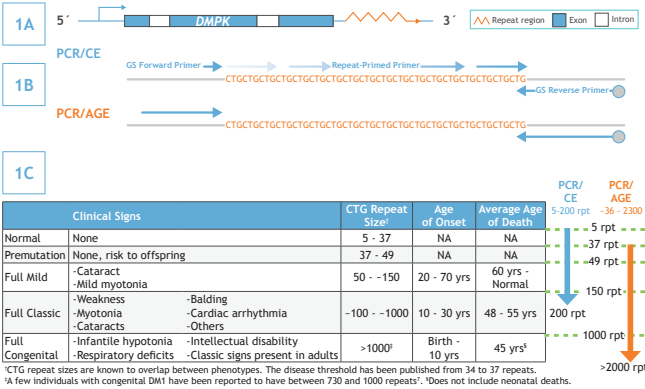 1A
5´
DMPK
3´
Repeat region
Exon
Intron
PCR/CE
1B
GS Forward Primer
Repeat-Primed Primer
CTGCTGCTGCTGCTGCTGCTGCTGCTGCTGCTGCTGCTGCTGCTGCTGCTG
GS Reverse Primer
PCR/AGE
CTGCTGCTGCTGCTGCTGCTGCTGCTGCTGCTGCTGCTGCTGCTGCTGCTG
1C
PCR/ CE
5-200 rpt
PCR/ AGE
~36 - 2300
Clinical Signs
CTG Repeat Size†
Age of Onset
Average Age of Death
Normal None 5 - 37 NA NA
Premutation None, risk to offspring 37 - 49 NA NA
Full Mild -Cataract -Mild myotonia 50 - ~150 20 - 70 yrs 60 yrs - Normal
Full Classic -Weakness -Myotonia -Cataracts -Balding -Cardiac arrhythmia -Others ~100 - ~1000 10 - 30 yrs 48 - 55 yrs
Full Congenital -Infantile hypotonia -Respiratory deficits -Intellectual disability -Classic signs present in adults >1000‡ Birth - 10 yrs 45 yrs§
5 rpt
37 rpt
49 rpt
150 rpt
200 rpt
1000 rpt
>2000 rpt
†CTG repeat sizes are known to overlap between phenotypes. The disease threshold has been published from 34 to 37 repeats.
‡A few individuals with congenital DM1 have been reported to have between 730 and 1000 repeats⁷. §Does not include neonatal deaths.